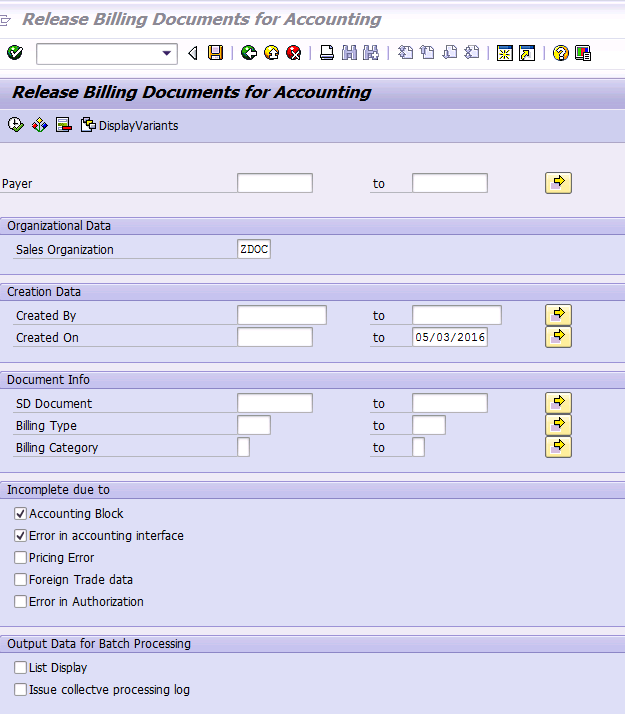 Release Billing Documents for Accounting
Release Billing Documents for Accounting
DisplayVariants
Payer to
Organizational Data
Sales Organization ZDOC
Creation Data
Created By to
Created On to 05/03/2016
Document Info
SD Document to
Billing Type to
Billing Category to
Incomplete due to
Accounting Block
Error in accounting interface
Pricing Error
Foreign Trade data
Error in Authorization
Output Data for Batch Processing
List Display
Issue collectve processing log